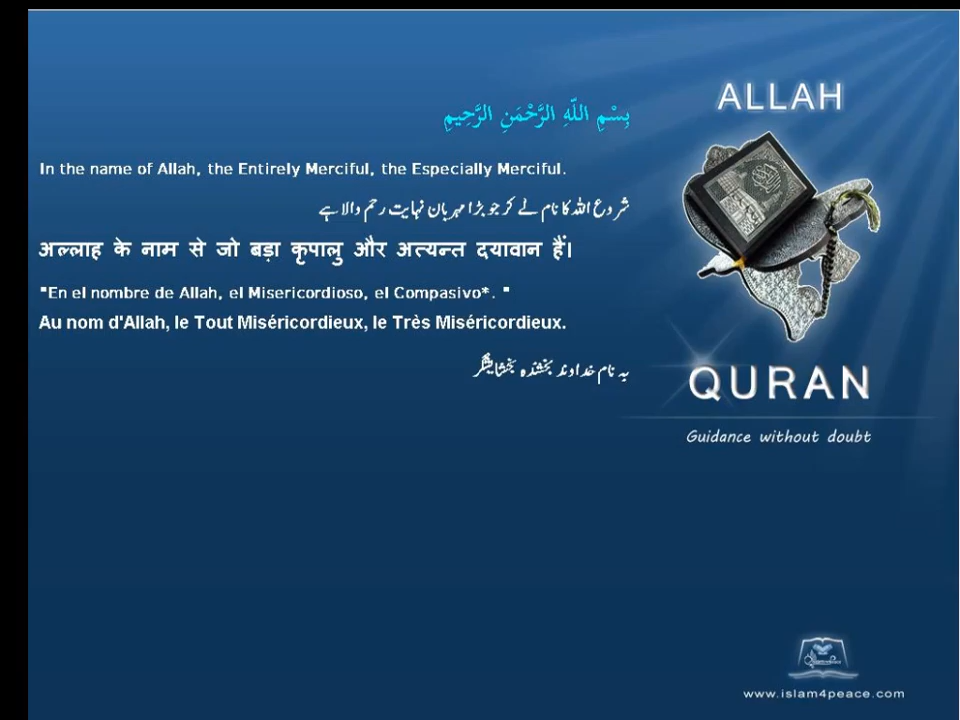 بِسْمِ اللَّهِ الرَّحْمَنِ الرَّحِيمِ
In the name of Allah, the Entirely Merciful, the Especially Merciful.
شروع اللہ کا نام لے کر جو بڑا مہربان نہایت رحم والا ہے
अल्लाह के नाम से जो बड़ा कृपालु और अत्यन्त दयावान हैं।
"En el nombre de Allah, el Misericordioso, el Compasivo*. "
Au nom d'Allah, le Tout Miséricordieux, le Très Miséricordieux.
به نام خداوند بخشنده بخشایشگر
ALLAH
QURAN
Guidance without doubt
www.islam4peace.com